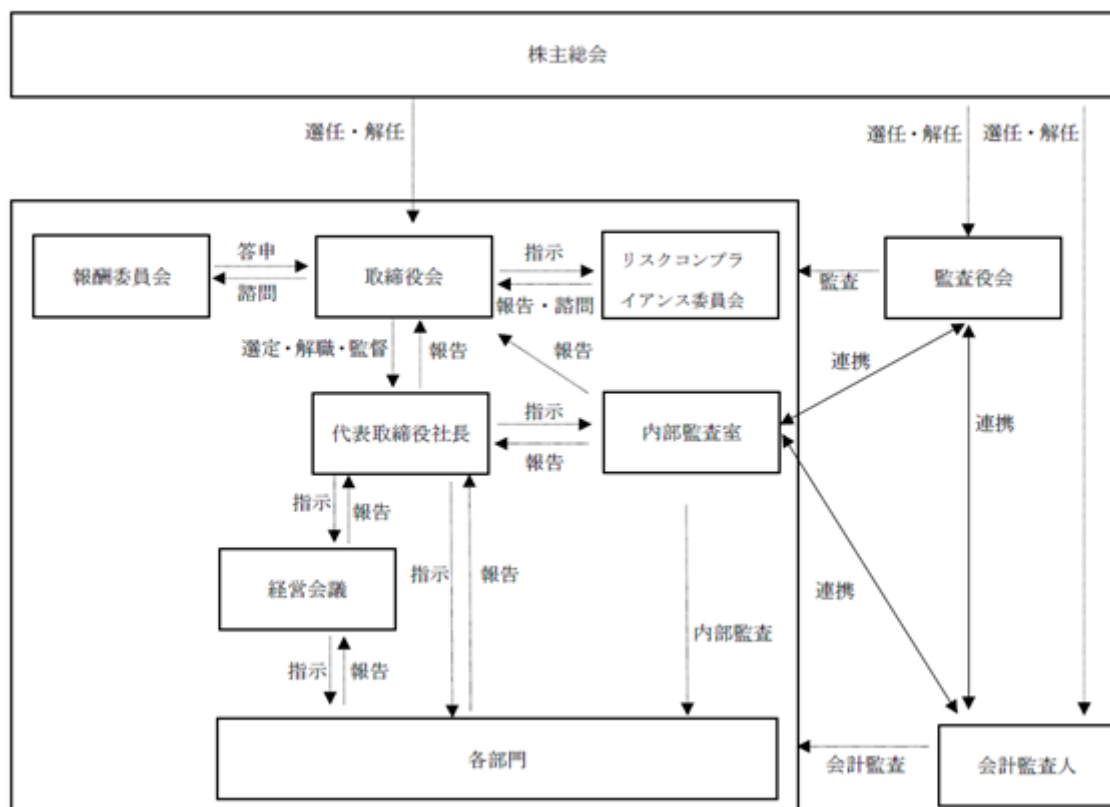 株主総会
選任・解任
選任・解任
選任・解任
報酬委員会
答申
諮問
取締役会
指示
報告・諮問
リスクコンプラ
イアンス委員会
監査
監査役会
選定・解職・監督
報告
報告
連携
代表取締役社長
指示
報告
内部監査室
連携
指示
報告
経営会議
指示
報告
連携
内部監査
指示
報告
各部門
会計監査
会計監査人